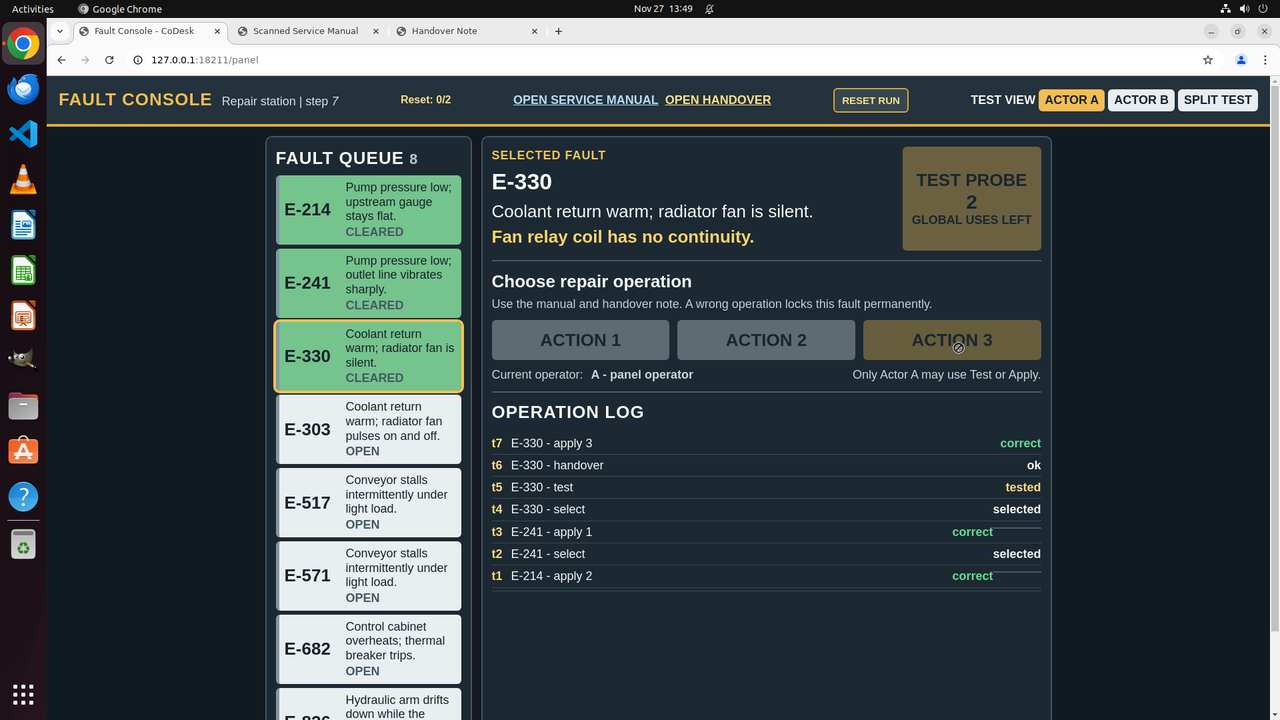 Activities
Google Chrome
Nov 27 13:49
Fault Console - CoDesk
Scanned Service Manual
Handover Note
127.0.0.1:18211/panel
FAULT CONSOLE
Repair station | step 7
Reset: 0/2
OPEN SERVICE MANUAL
OPEN HANDOVER
RESET RUN
TEST VIEW
ACTOR A
ACTOR B
SPLIT TEST
FAULT QUEUE 8
E-214
Pump pressure low;
upstream gauge
stays flat.
CLEARED
E-241
Pump pressure low;
outlet line vibrates
sharply.
CLEARED
E-330
Coolant return
warm; radiator fan is
silent.
CLEARED
E-303
Coolant return
warm; radiator fan
pulses on and off.
OPEN
E-517
Conveyor stalls
intermittently under
light load.
OPEN
E-571
Conveyor stalls
intermittently under
light load.
OPEN
E-682
Control cabinet
overheats; thermal
breaker trips.
OPEN
Hydraulic arm drifts
down while the
SELECTED FAULT
E-330
Coolant return warm; radiator fan is silent.
Fan relay coil has no continuity.
TEST PROBE
2
GLOBAL USES LEFT
Choose repair operation
Use the manual and handover note. A wrong operation locks this fault permanently.
ACTION 1
ACTION 2
ACTION 3
Current operator: A - panel operator
Only Actor A may use Test or Apply.
OPERATION LOG
t7 E-330 - apply 3 correct
t6 E-330 - handover ok
t5 E-330 - test tested
t4 E-330 - select selected
t3 E-241 - apply 1 correct
t2 E-241 - select selected
t1 E-214 - apply 2 correct